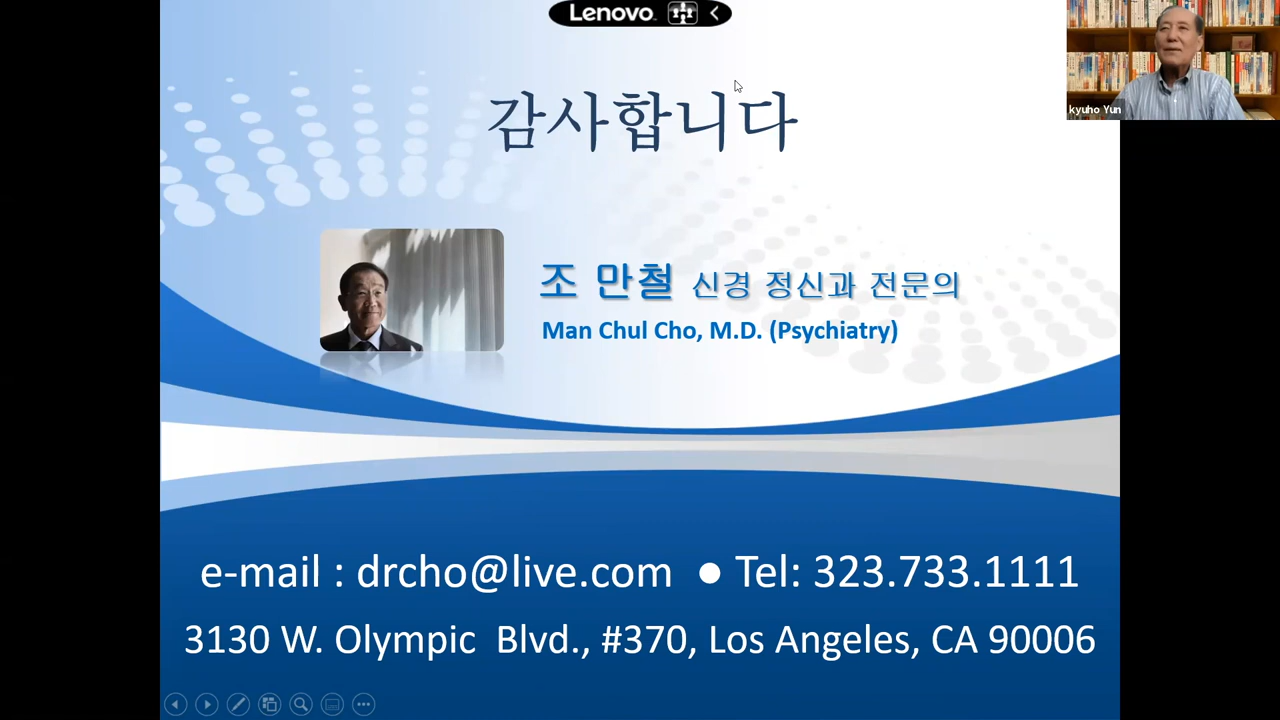 Lenovo
kyuho Yun
감사합니다
조 만철 신경 정신과 전문의
Man Chul Cho, M.D. (Psychiatry)
e-mail : drcho@live.com ● Tel: 323.733.1111
3130 W. Olympic Blvd., #370, Los Angeles, CA 90006